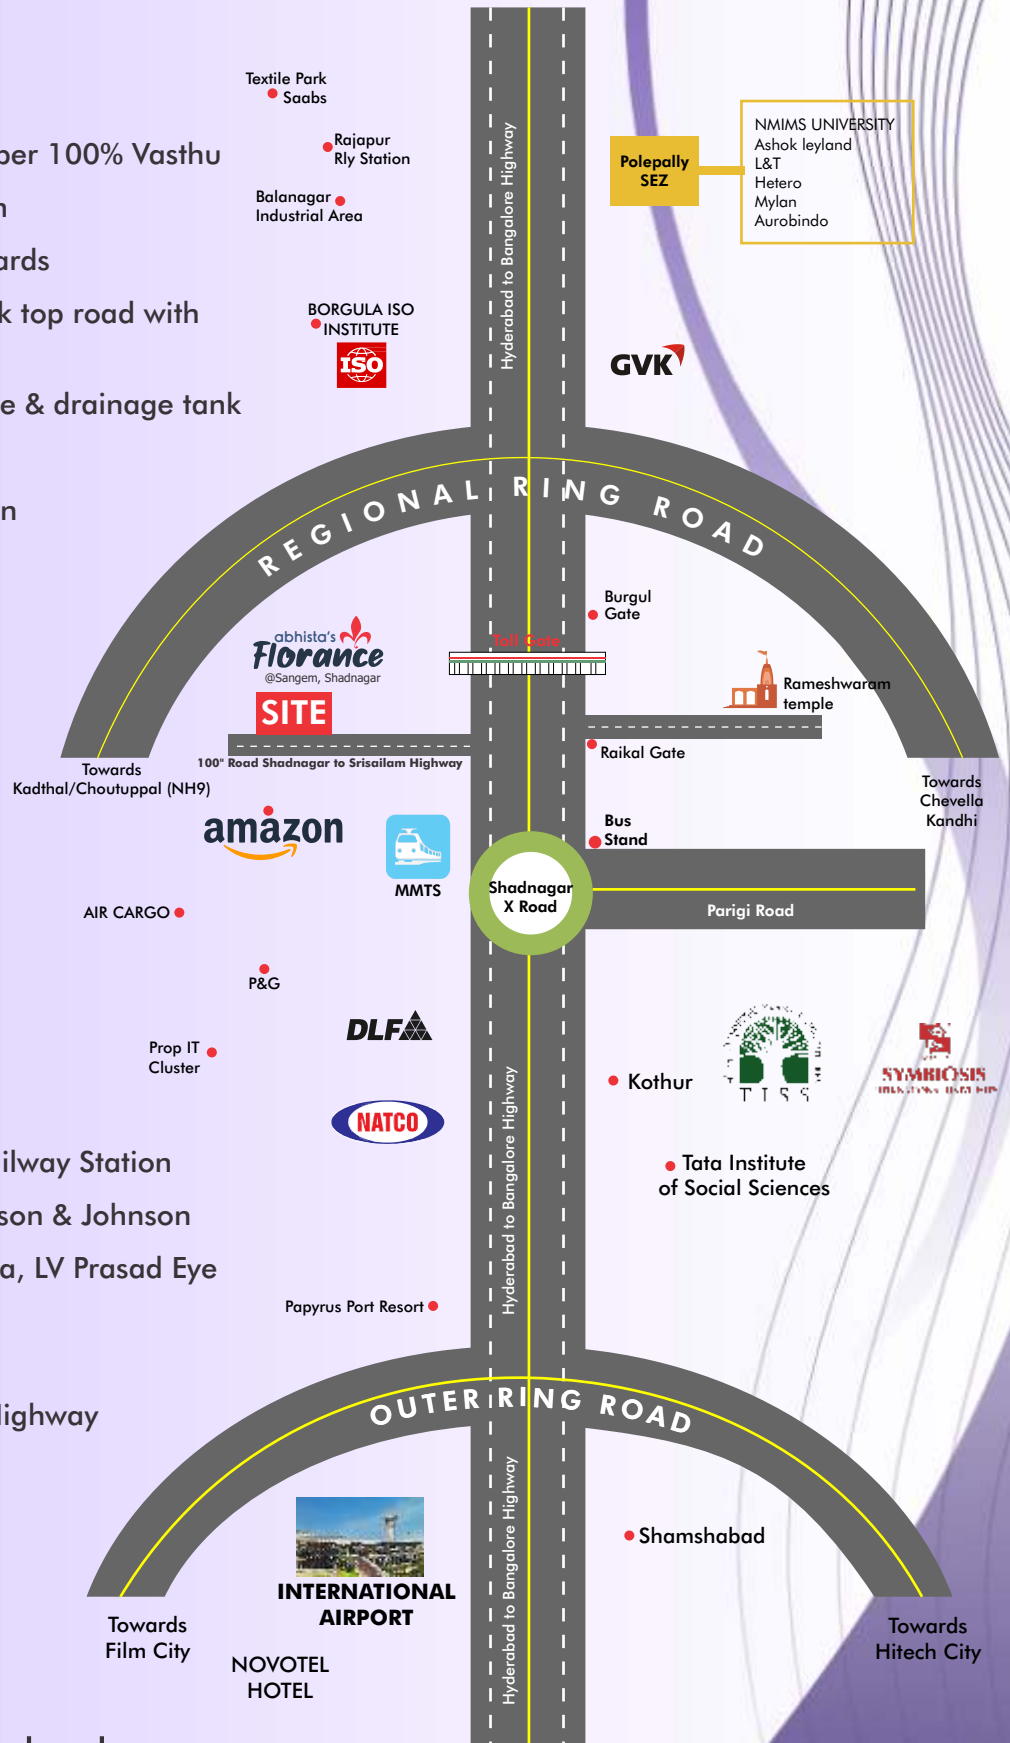 Textile Park
Saabs
Rajapur
Rly Station
Balanagar
Industrial Area
per 100% Vasthu
ards
k top road with
e & drainage tank
n
BORGULA ISO
INSTITUTE
ISO
Hyderabad to Bangalore Highway
Polepally
SEZ
NMIMS UNIVERSITY
Ashok leyland
L&T
Hetero
Mylan
Aurobindo
GVK
REGIONAL RING ROAD
Burgul
Gate
Toll Gate
abhista's
Florance
@Sangem, Shadnagar
SITE
100" Road Shadnagar to Srisailam Highway
Rameshwaram
temple
Raikal Gate
Towards
Kadthal/Choutuppal (NH9)
Towards
Chevella
Kandhi
amazon
MMTS
Bus
Stand
Shadnagar
X Road
Parigi Road
AIR CARGO
P&G
DLF
Prop IT
Cluster
NATCO
Kothur
TISS
SYMBIOSIS
Tata Institute
of Social Sciences
Hyderabad to Bangalore Highway
ilway Station
son & Johnson
a, LV Prasad Eye
Papyrus Port Resort
OUTER RING ROAD
Highway
Hyderabad to Bangalore Highway
Shamshabad
INTERNATIONAL
AIRPORT
Towards
Film City
NOVOTEL
HOTEL
Towards
Hitech City